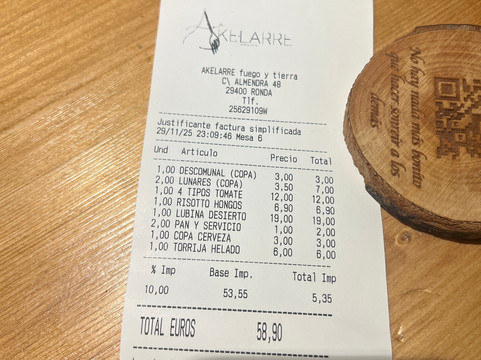 AKELARRE
AKELARRE fuego y tierra
C\ ALMENDRA 48
29400 RONDA
Tlf.
25629109W
Justificante factura simplificada
29/11/25 23:09:46 Mesa 6
Und Artículo Precio Total
1,00 DESCOMUNAL (COPA) 3,00 3,00
2,00 LUNARES (COPA) 3,50 7,00
1,00 4 TIPOS TOMATE 12,00 12,00
1,00 RISOTTO HONGOS 6,90 6,90
1,00 LUBINA DESIERTO 19,00 19,00
2,00 PAN Y SERVICIO 1,00 2,00
1,00 COPA CERVEZA 3,00 3,00
1,00 TORRIJA HELADO 6,00 6,00
% Imp Base Imp. Total Imp
10,00 53,55 5,35
TOTAL EUROS 58,90
No hay nada más bonito
que hacer sonreír a los
demás